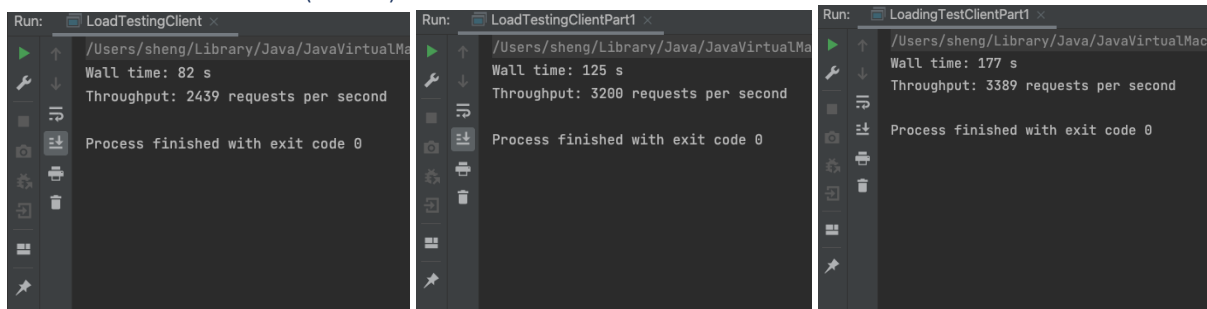 Run: LoadTestingClient ×
/Users/sheng/Library/Java/JavaVirtualMa
Wall time: 82 s
Throughput: 2439 requests per second
Process finished with exit code 0
Run: LoadTestingClientPart1 ×
/Users/sheng/Library/Java/JavaVirtualMa
Wall time: 125 s
Throughput: 3200 requests per second
Process finished with exit code 0
Run: LoadingTestClientPart1 ×
/Users/sheng/Library/Java/JavaVirtualMac
Wall time: 177 s
Throughput: 3389 requests per second
Process finished with exit code 0